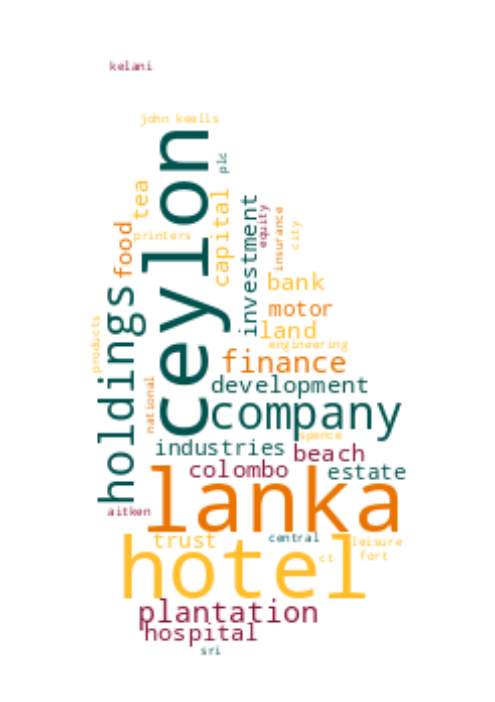 kelani
john keells
ceylon
plc
tea
capital
investment
equity
insurance
city
food
printers
bank
holdings
motor
products
land
engineering
finance
national
development
company
spence
industries
beach
colombo
estate
lanka
aitken
trust
central
leisure
hotel
ct
fort
plantation
hospital
sri